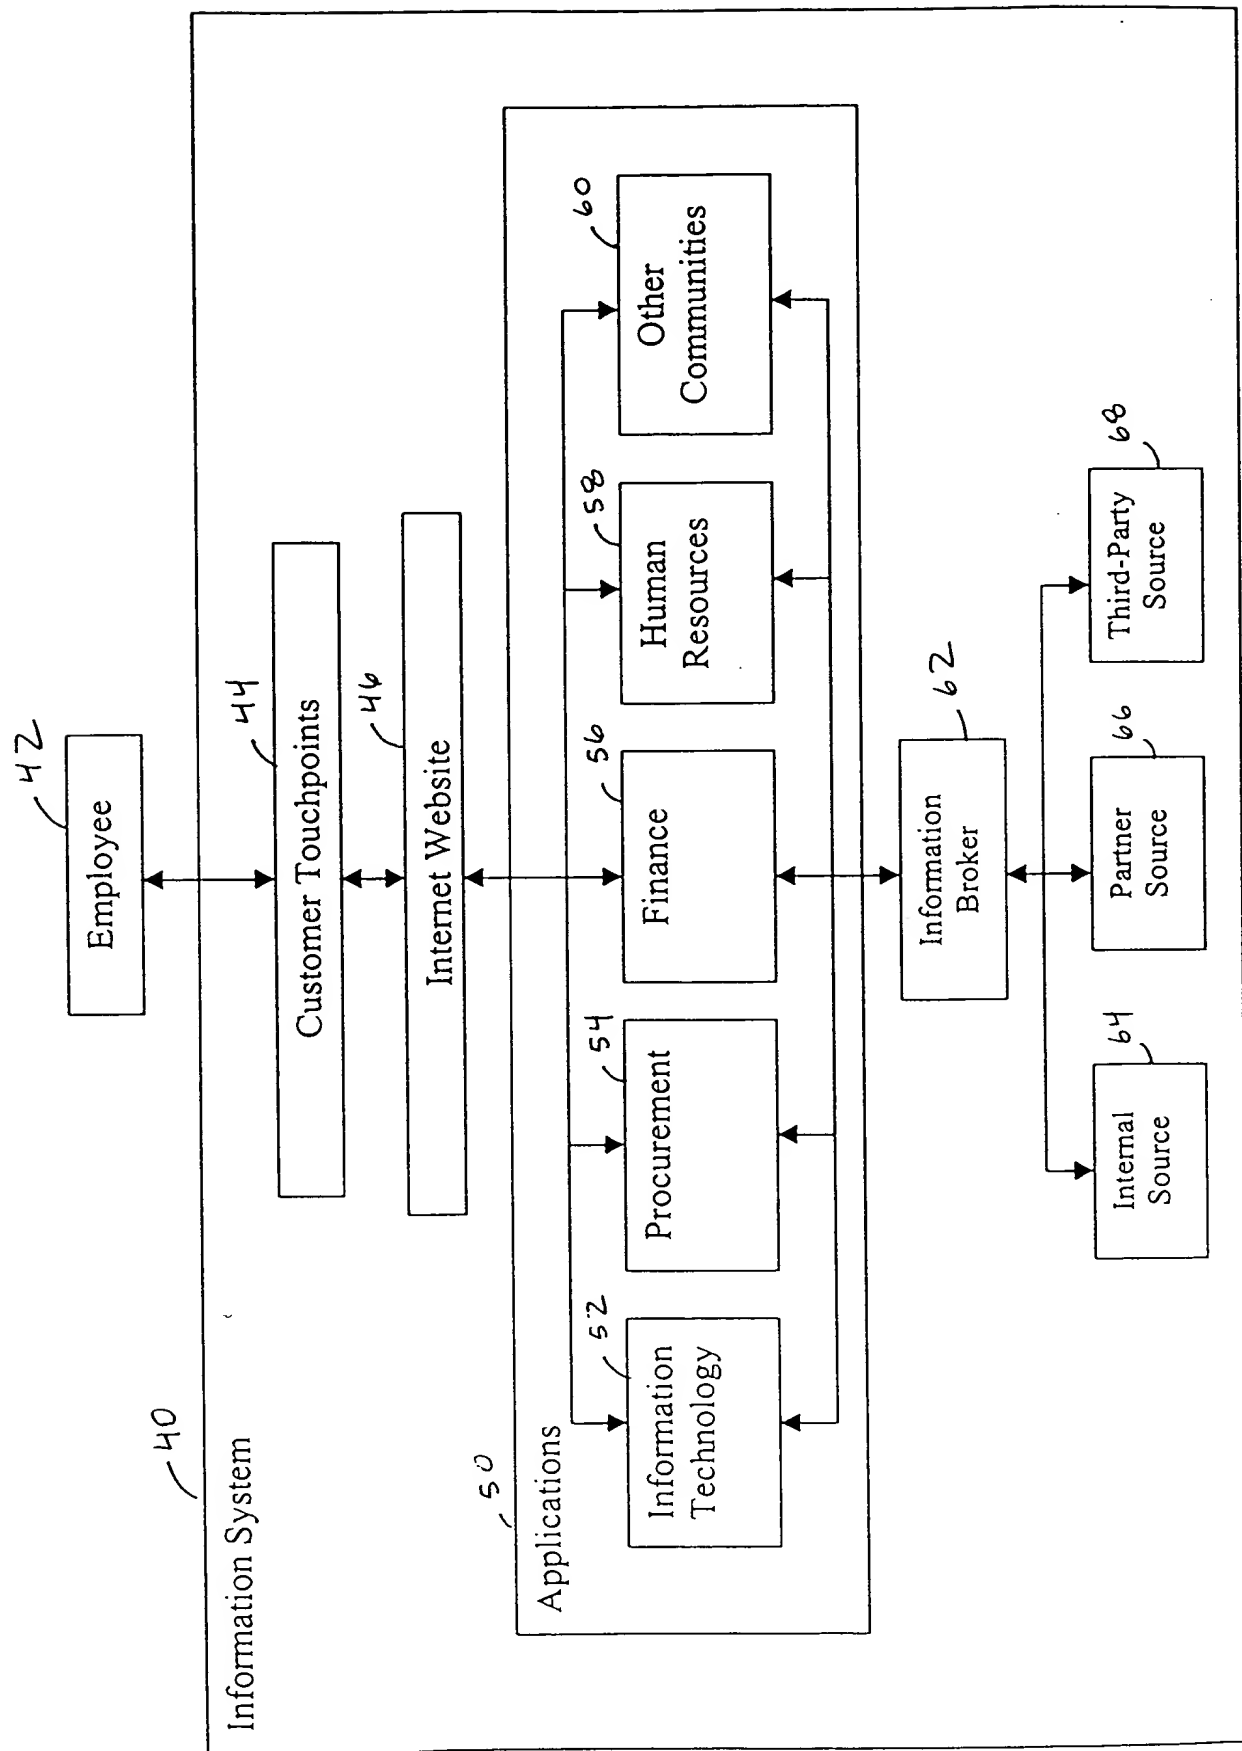 42
Employee
40
Information System
44
Customer Touchpoints
46
Internet Website
50
Applications
52
Information
Technology
54
Procurement
56
Finance
58
Human
Resources
60
Other
Communities
62
Information
Broker
64
Internal
Source
66
Partner
Source
68
Third-Party
Source